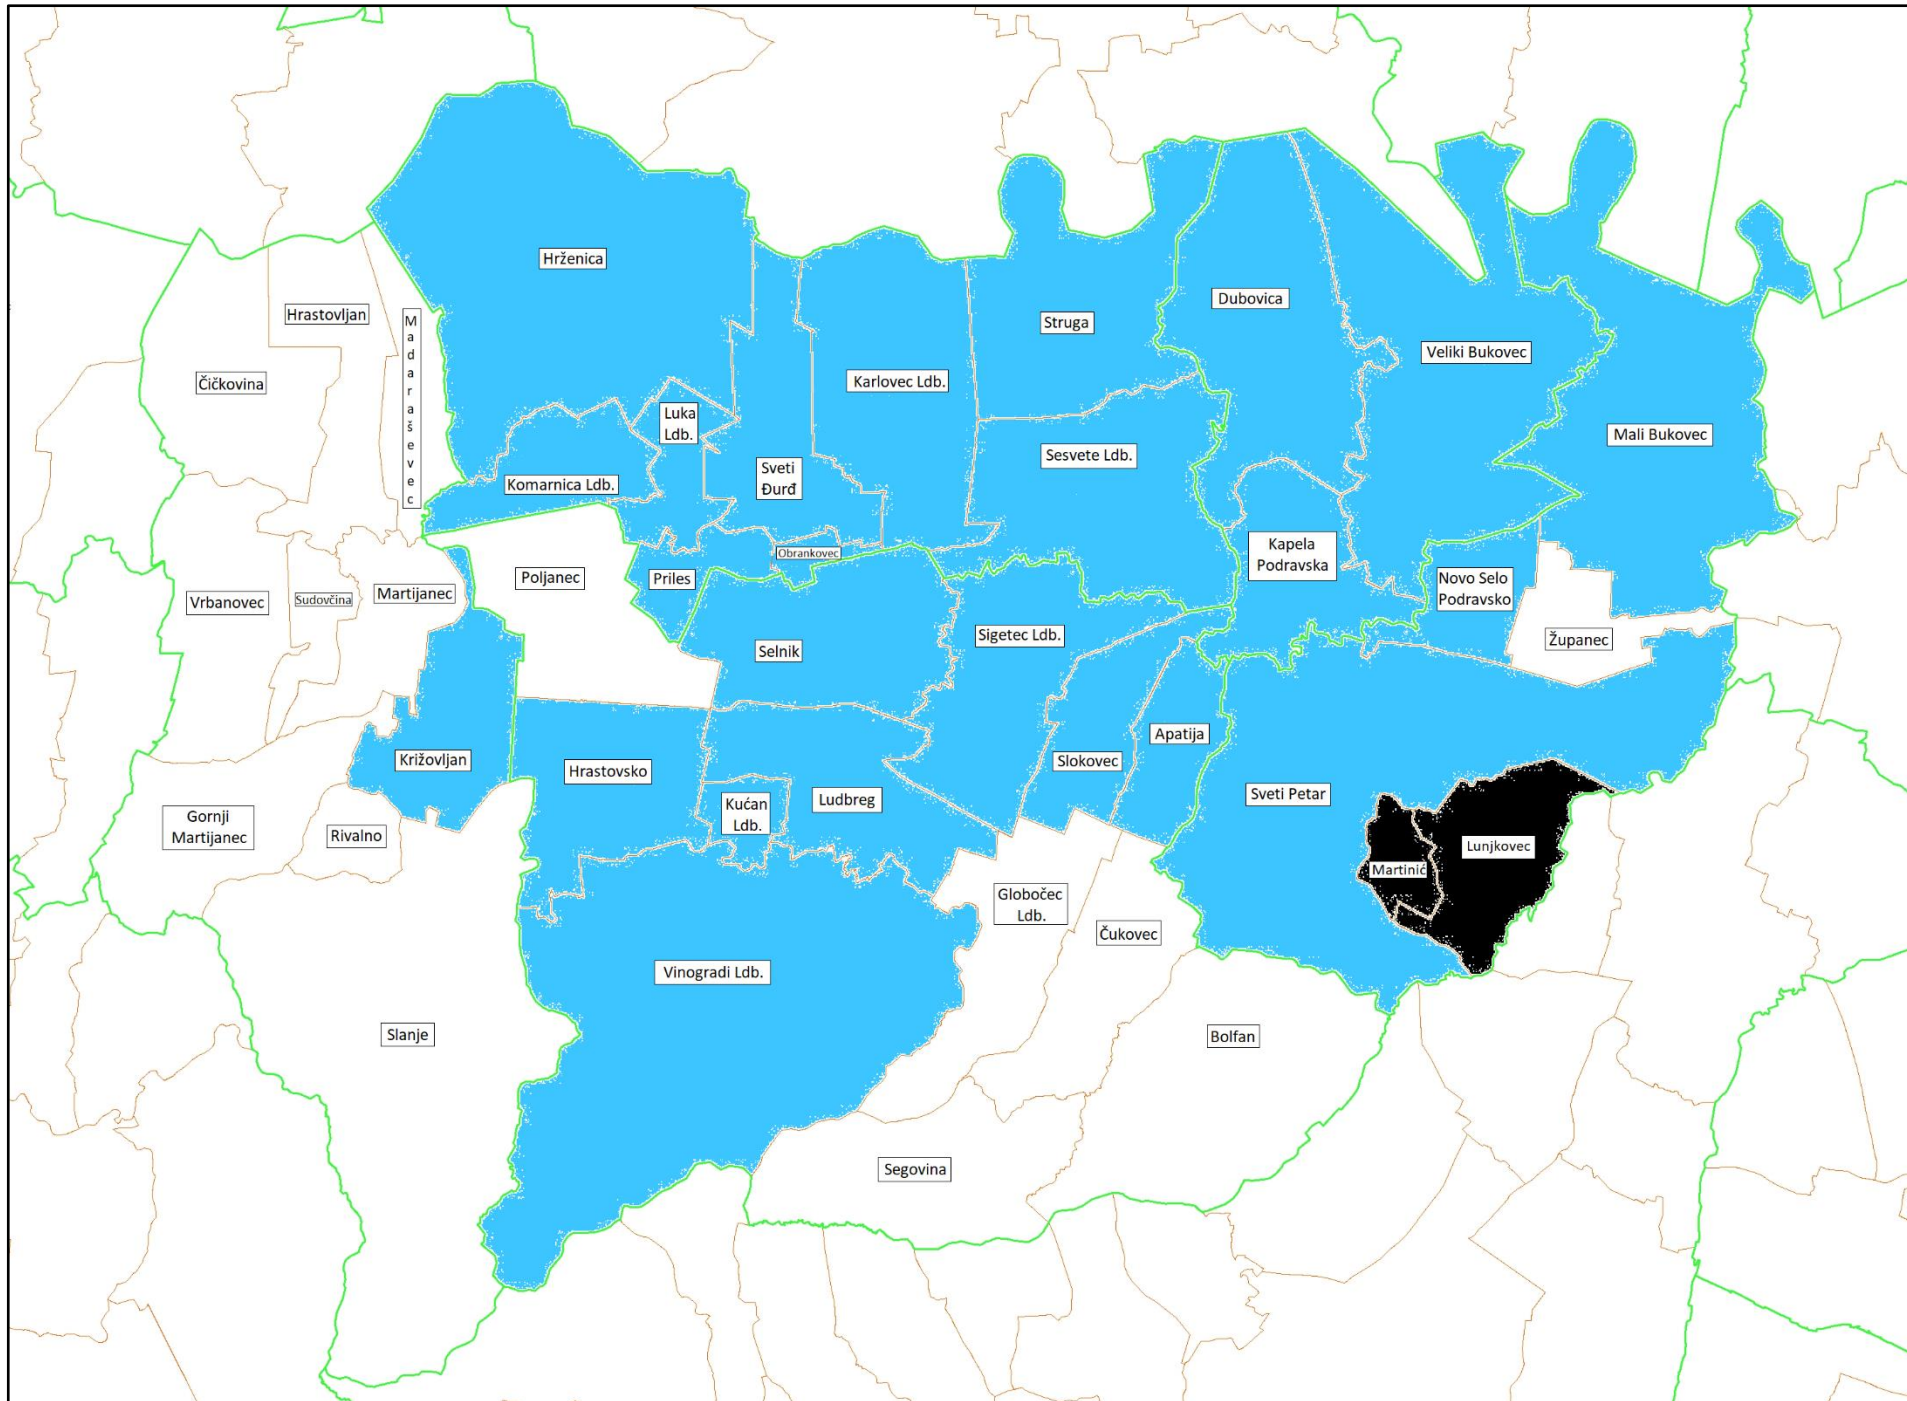 Hrženica
Dubovica
Hrastovljan
M
a
d
a
r
a
š
e
v
e
c
Struga
Veliki Bukovec
Čičkovina
Karlovec Ldb.
Luka
Ldb.
Mali Bukovec
Sesvete Ldb.
Sveti
Đurđ
Komarnica Ldb.
Obrankovec
Kapela
Podravska
Poljanec
Priles
Novo Selo
Podravsko
Vrbanovec
Sudovčina
Martijanec
Sigetec Ldb.
Županec
Selnik
Apatija
Križovljan
Slokovec
Hrastovsko
Sveti Petar
Ludbreg
Kućan
Ldb.
Gornji
Martijanec
Rivalno
Lunjkovec
Martinić
Globočec
Ldb.
Čukovec
Vinogradi Ldb.
Slanje
Bolfan
Segovina